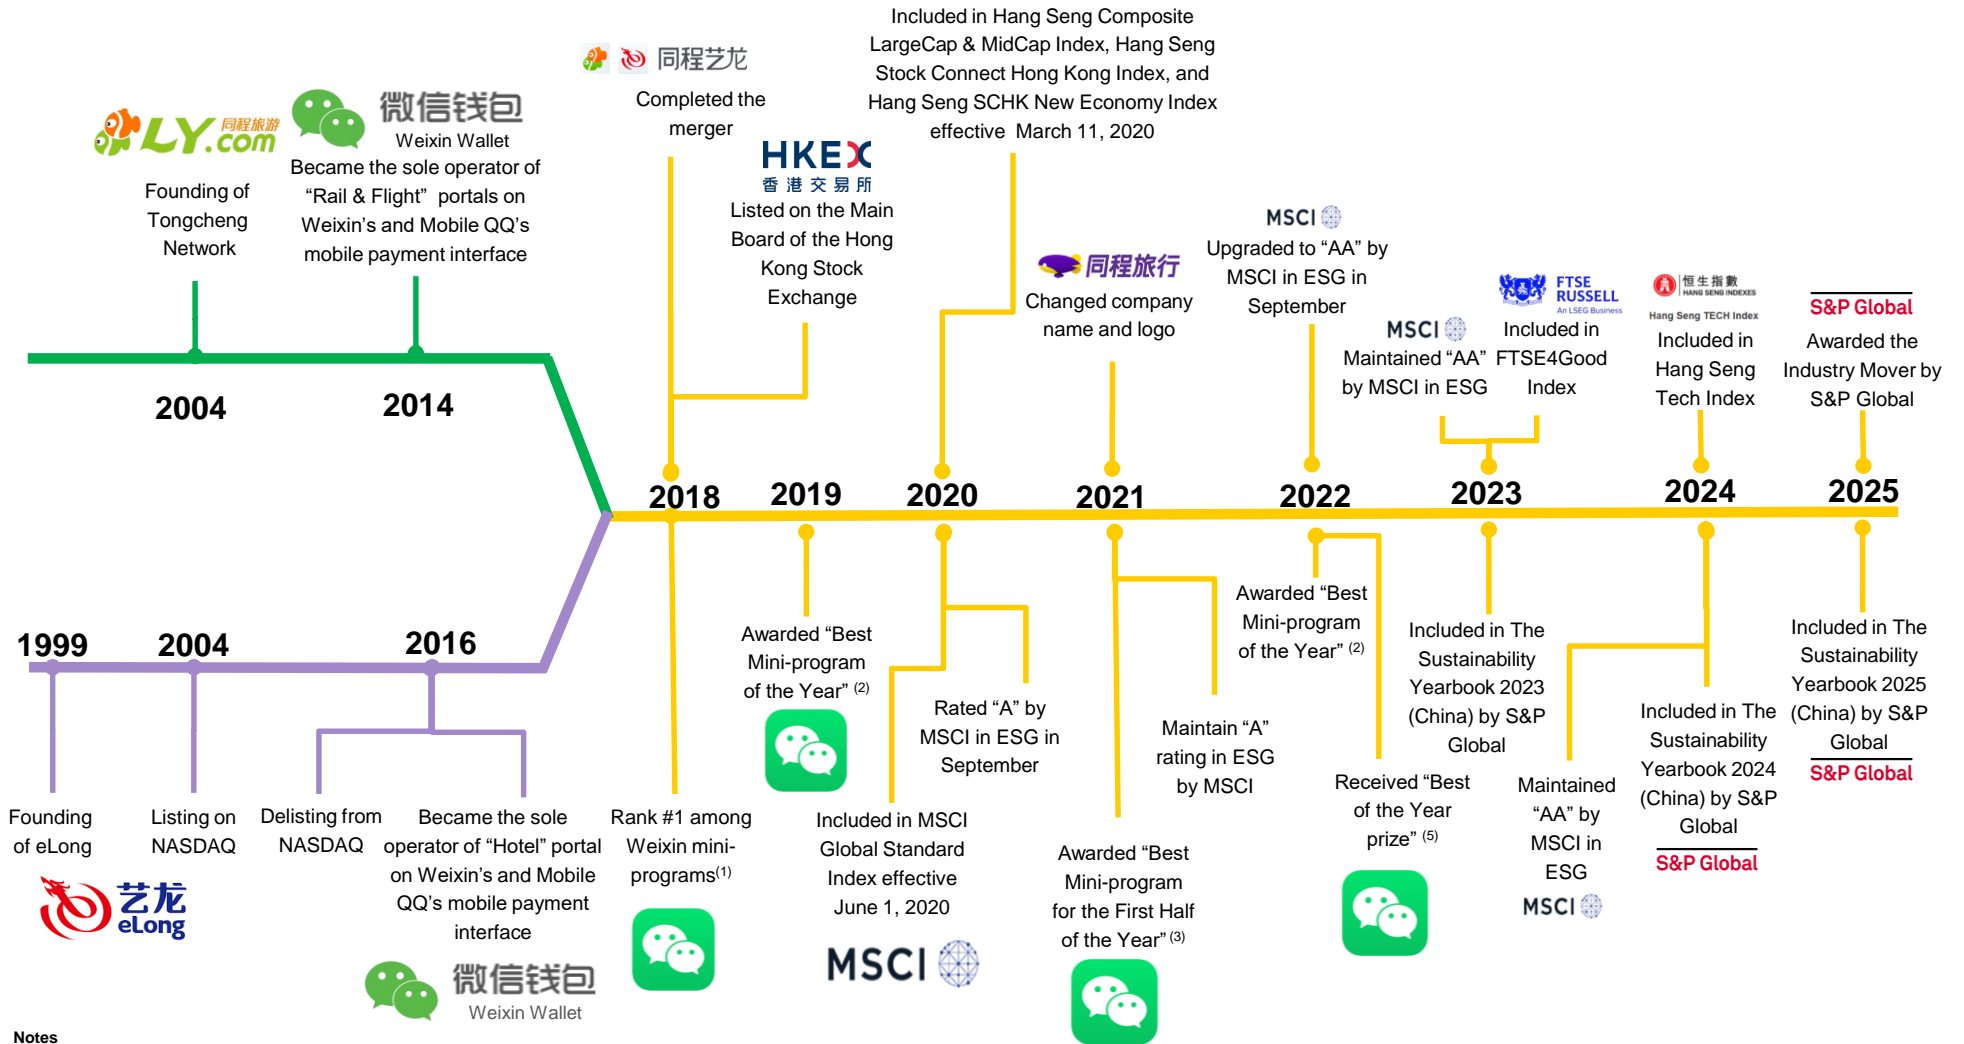 LY.com 同程旅游
Founding of
Tongcheng
Network
微信钱包
Weixin Wallet
Became the sole operator of
“Rail & Flight” portals on
Weixin’s and Mobile QQ’s
mobile payment interface
同程艺龙
Completed the
merger
HKEX
香港交易所
Listed on the Main
Board of the Hong
Kong Stock
Exchange
Included in Hang Seng Composite
LargeCap & MidCap Index, Hang Seng
Stock Connect Hong Kong Index, and
Hang Seng SCHK New Economy Index
effective March 11, 2020
同程旅行
Changed company
name and logo
MSCI
Upgraded to “AA” by
MSCI in ESG in
September
MSCI
Maintained “AA”
by MSCI in ESG
FTSE
RUSSELL
An LSEG Business
Included in
FTSE4Good
Index
恒生指數
HANG SENG INDEXES
Hang Seng TECH Index
Included in
Hang Seng
Tech Index
S&P Global
Awarded the
Industry Mover by
S&P Global
2004
2014
2018
2019
2020
2021
2022
2023
2024
2025
1999
2004
2016
Founding
of eLong
艺龙
eLong
Listing on
NASDAQ
Delisting from
NASDAQ
Became the sole
operator of “Hotel” portal
on Weixin’s and Mobile
QQ’s mobile payment
interface
微信钱包
Weixin Wallet
Rank #1 among
Weixin mini-
programs(1)
Awarded “Best
Mini-program
of the Year” (2)
Included in MSCI
Global Standard
Index effective
June 1, 2020
MSCI
Rated “A” by
MSCI in ESG in
September
Awarded “Best
Mini-program
for the First Half
of the Year” (3)
Maintain “A”
rating in ESG
by MSCI
Awarded “Best
Mini-program
of the Year” (2)
Received “Best
of the Year
prize” (5)
Included in The
Sustainability
Yearbook 2023
(China) by S&P
Global
Maintained
“AA” by
MSCI in
ESG
MSCI
Included in The
Sustainability
Yearbook 2024
(China) by S&P
Global
S&P Global
Included in The
Sustainability
Yearbook 2025
(China) by S&P
Global
S&P Global
Notes